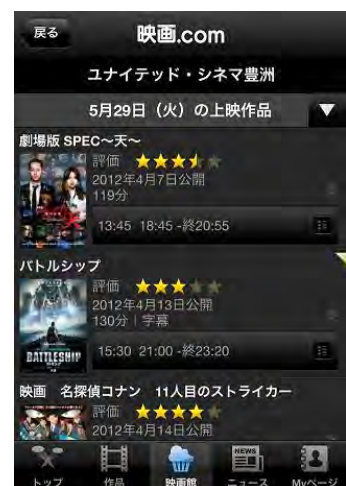 戻る
映画.com
ユナイテッド・シネマ豊洲
5月29日（火）の上映作品
劇場版 SPEC～天～
評価
2012年4月7日公開
119分
13:45 18:45 -終20:55
バトルシップ
評価
2012年4月13日公開
130分 | 字幕
15:30 21:00 -終23:20
BATTLESHIP
映画 名探偵コナン 11人目のストライカー
評価
2012年4月14日公開
NEWS
トップ 作品 映画館 ニュース Myページ